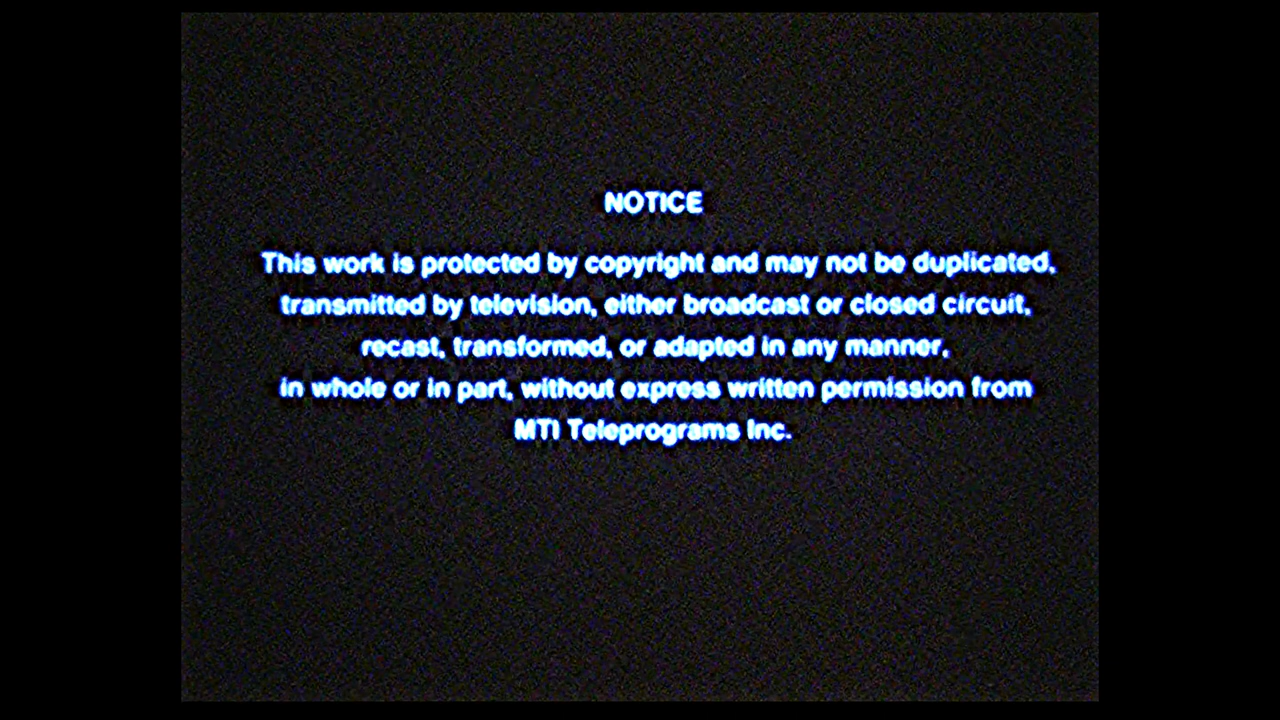 NOTICE
This work is protected by copyright and may not be duplicated,
transmitted by television, either broadcast or closed circuit,
recast, transformed, or adapted in any manner,
in whole or in part, without express written permission from
MTI Teleprograms Inc.